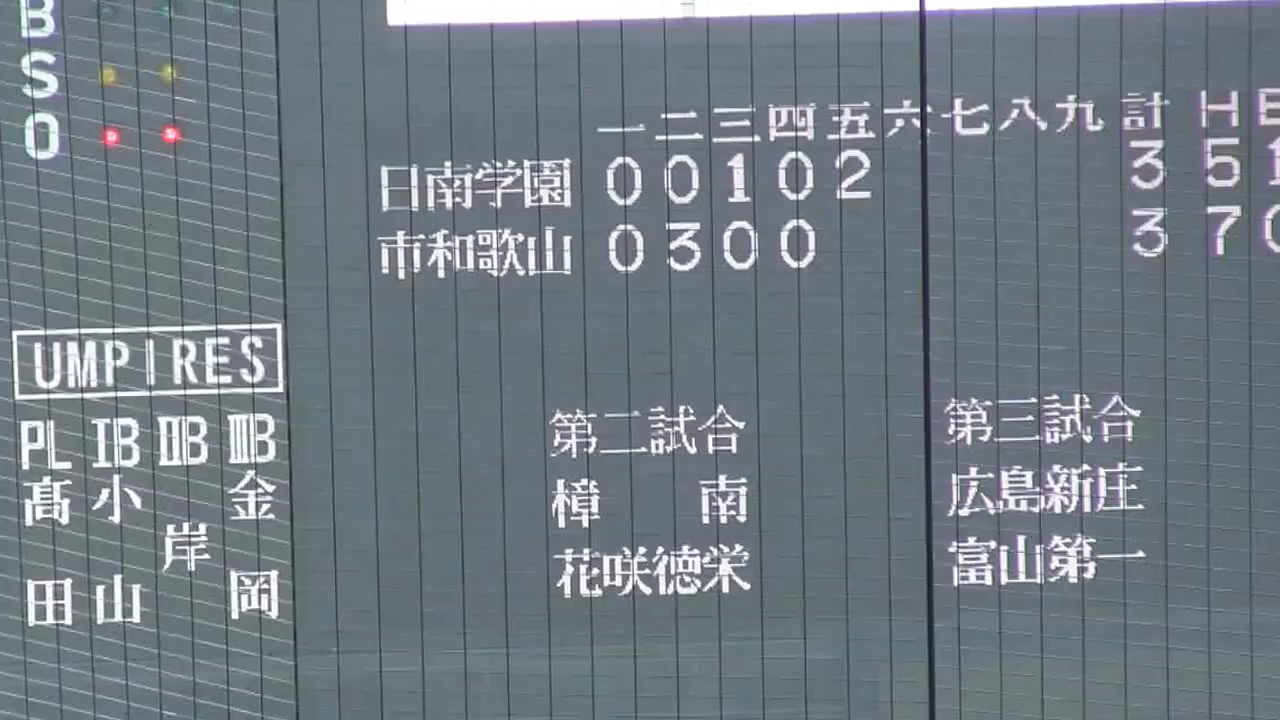 B
S
O
一 二 三 四 五 六 七 八 九 計 H E
日南学園 0 0 1 0 2 3 5 1
市和歌山 0 3 0 0 3 7 0
UMPIRES
PL ⅠB ⅡB ⅢB
髙田 小山 岸 金岡
第二試合
樟 南
花咲徳栄
第三試合
広島新庄
富山第一